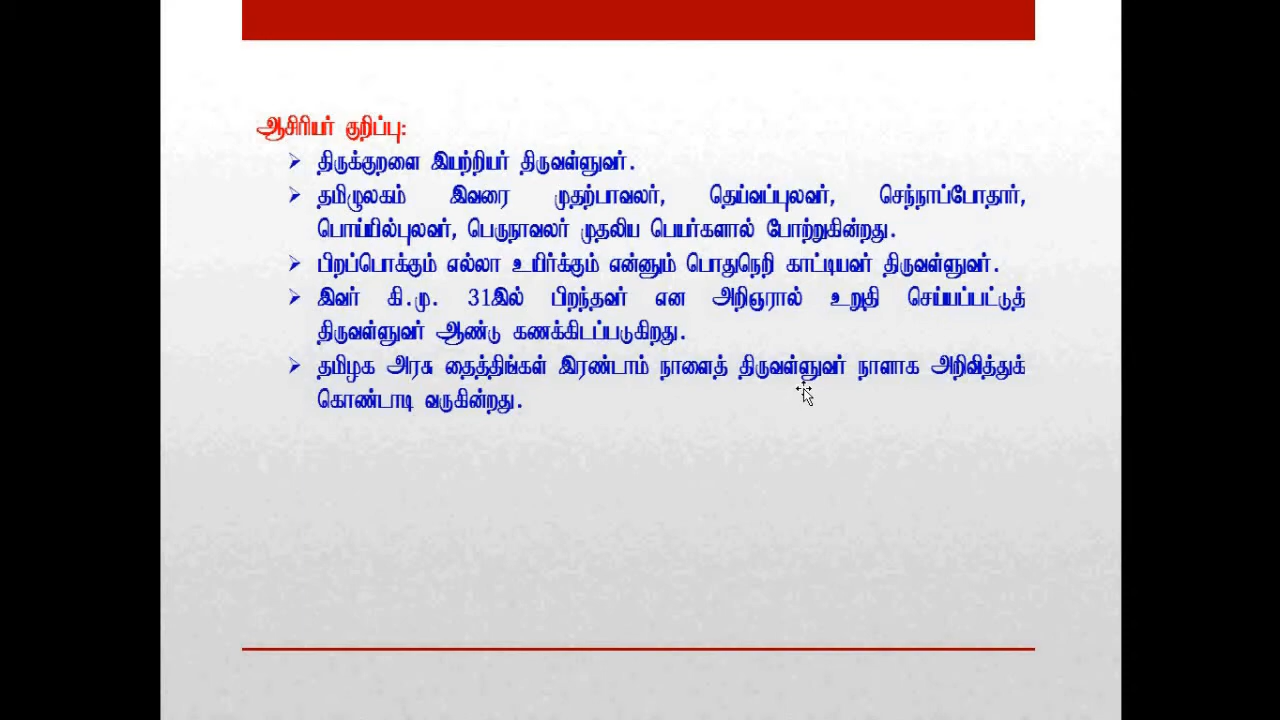 ஆசிரியர் குறிப்பு:
திருக்குறளை இயற்றியர் திருவள்ளுவர்.
தமிழுலகம் இவரை முதற்பாவலர், தெய்வப்புலவர், செந்நாப்போதார்,
பொய்யில்புலவர், பெருநாவலர் முதலிய பெயர்களால் போற்றுகின்றது.
பிறப்பொக்கும் எல்லா உயிர்க்கும் என்னும் பொதுநெறி காட்டியவர் திருவள்ளுவர்.
இவர் கி.மு. 31இல் பிறந்தவர் என அறிஞரால் உறுதி செய்யப்பட்டுத்
திருவள்ளுவர் ஆண்டு கணக்கிடப்படுகிறது.
தமிழக அரசு தைத்திங்கள் இரண்டாம் நாளைத் திருவள்ளுவர் நாளாக அறிவித்துக்
கொண்டாடி வருகின்றது.